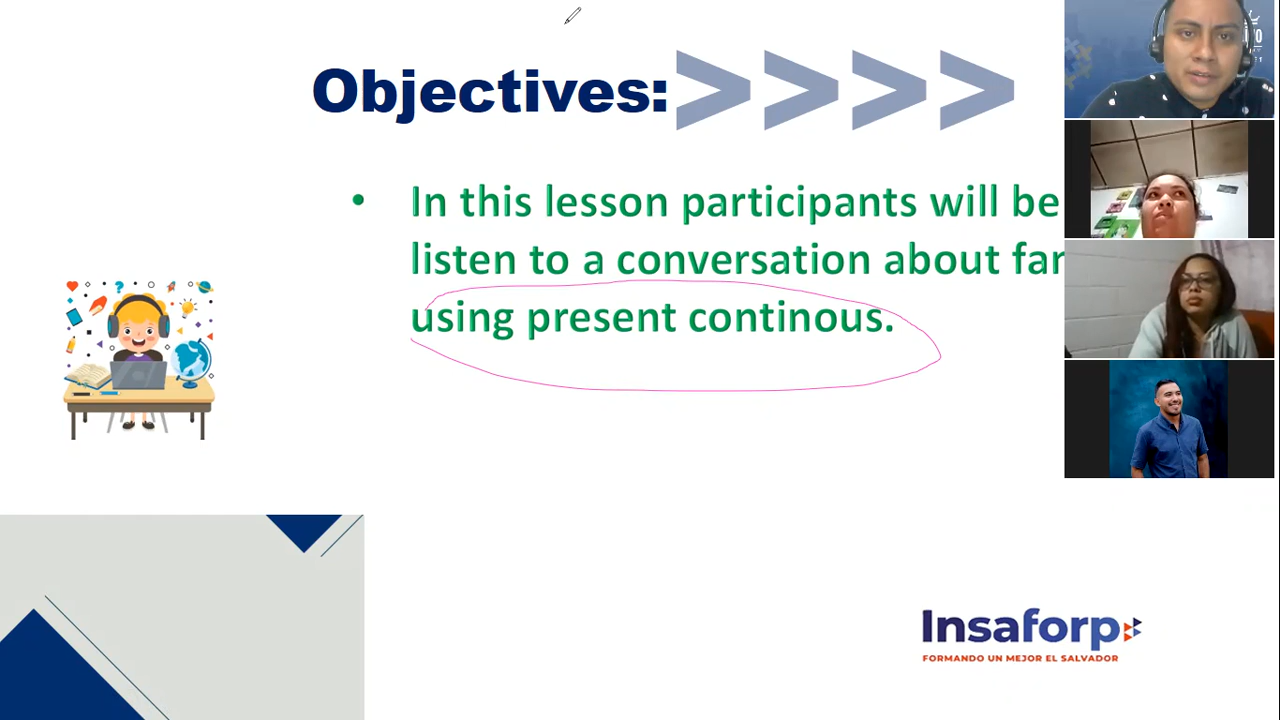 Objectives:
• In this lesson participants will be
listen to a conversation about
using present continous.
Insaforp
FORMANDO UN MEJOR EL SALVADOR